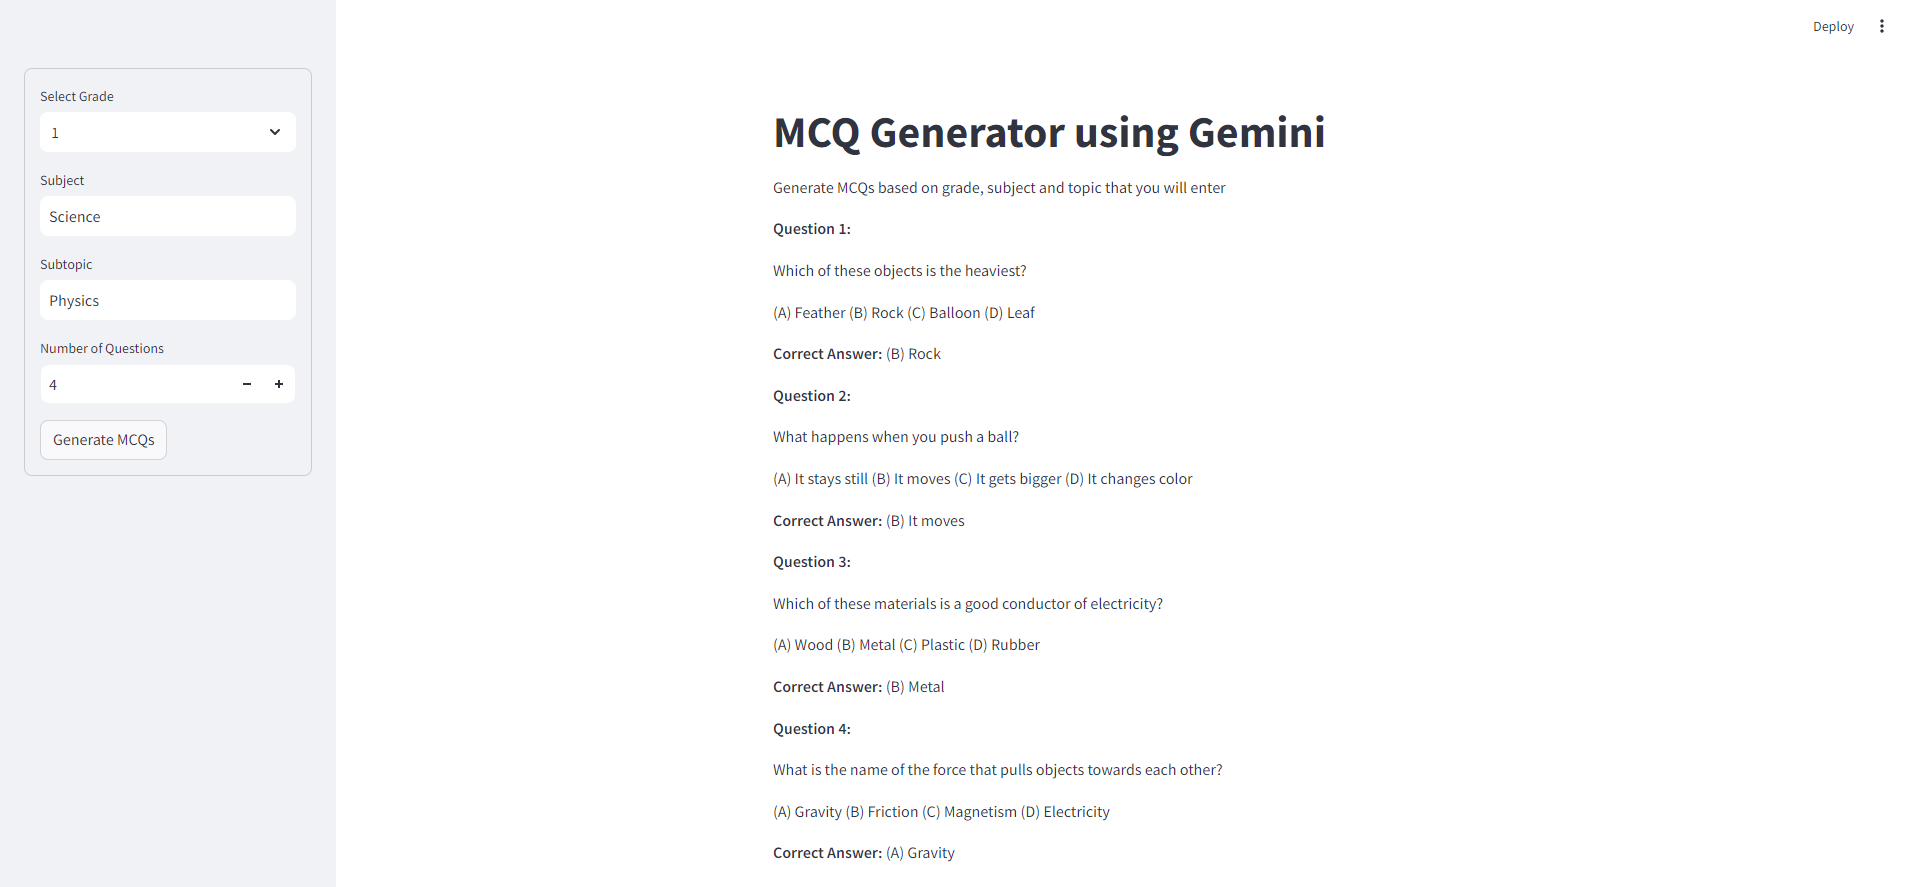 Deploy
Select Grade
1
Subject
Science
Subtopic
Physics
Number of Questions
4
Generate MCQs
MCQ Generator using Gemini
Generate MCQs based on grade, subject and topic that you will enter
Question 1:
Which of these objects is the heaviest?
(A) Feather (B) Rock (C) Balloon (D) Leaf
Correct Answer: (B) Rock
Question 2:
What happens when you push a ball?
(A) It stays still (B) It moves (C) It gets bigger (D) It changes color
Correct Answer: (B) It moves
Question 3:
Which of these materials is a good conductor of electricity?
(A) Wood (B) Metal (C) Plastic (D) Rubber
Correct Answer: (B) Metal
Question 4:
What is the name of the force that pulls objects towards each other?
(A) Gravity (B) Friction (C) Magnetism (D) Electricity
Correct Answer: (A) Gravity